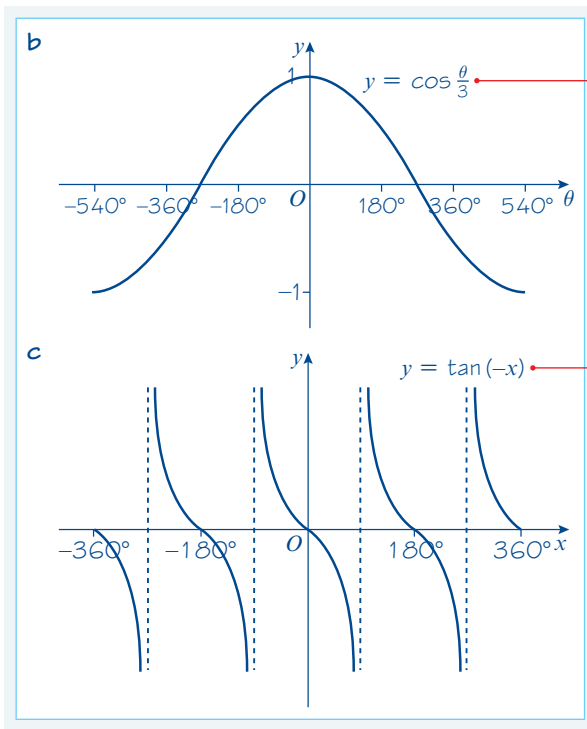 b
y
1
y = cos θ/3
−540° −360° −180° O 180° 360° 540° θ
−1
c
y
y = tan (−x)
−360° −180° O 180° 360° x